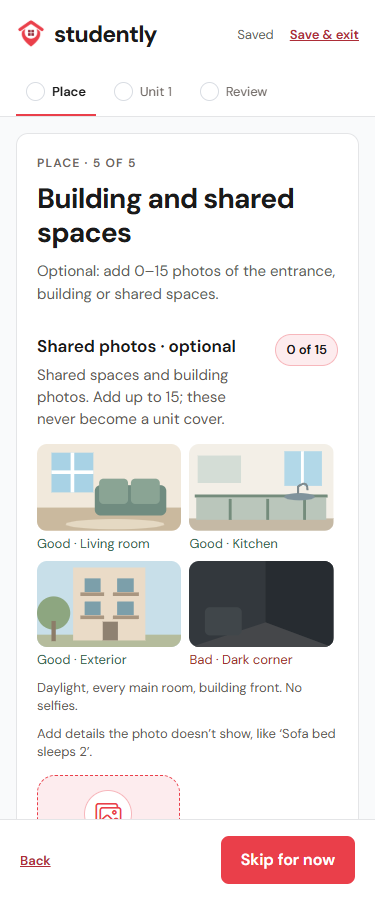 studently
Saved
Save & exit
Place
Unit 1
Review
PLACE · 5 OF 5
Building and shared
spaces
Optional: add 0–15 photos of the entrance,
building or shared spaces.
Shared photos · optional
0 of 15
Shared spaces and building
photos. Add up to 15; these
never become a unit cover.
Good · Living room
Good · Kitchen
Good · Exterior
Bad · Dark corner
Daylight, every main room, building front. No
selfies.
Add details the photo doesn’t show, like ‘Sofa bed
sleeps 2’.
Back
Skip for now